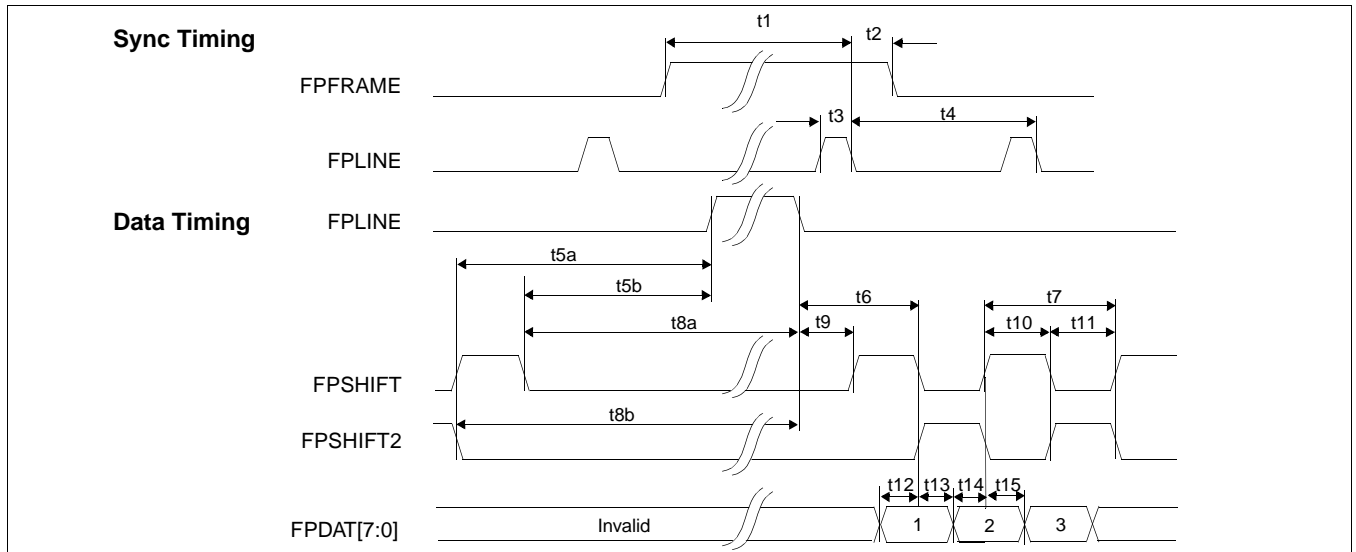 Sync Timing
t1
t2
FPFRAME
t3
t4
FPLINE
Data Timing
FPLINE
t5a
t5b
t6
t7
t8a
t9
t10
t11
FPSHIFT
t8b
FPSHIFT2
t12
t13
t14
t15
FPDAT[7:0]
Invalid
1
2
3